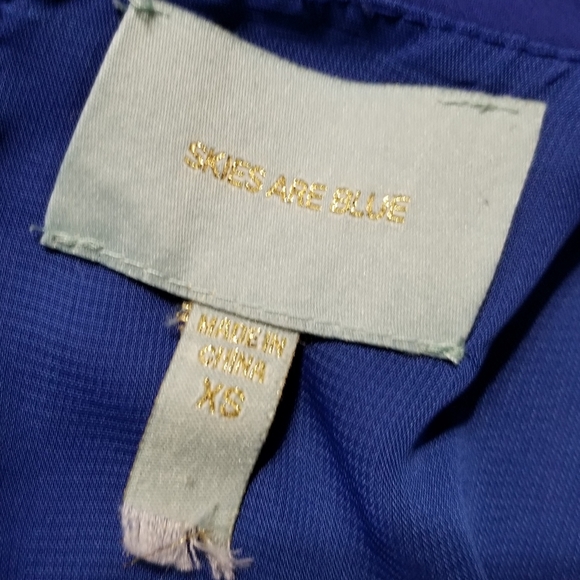 SKIES ARE BLUE
MADE IN
CHINA
XS